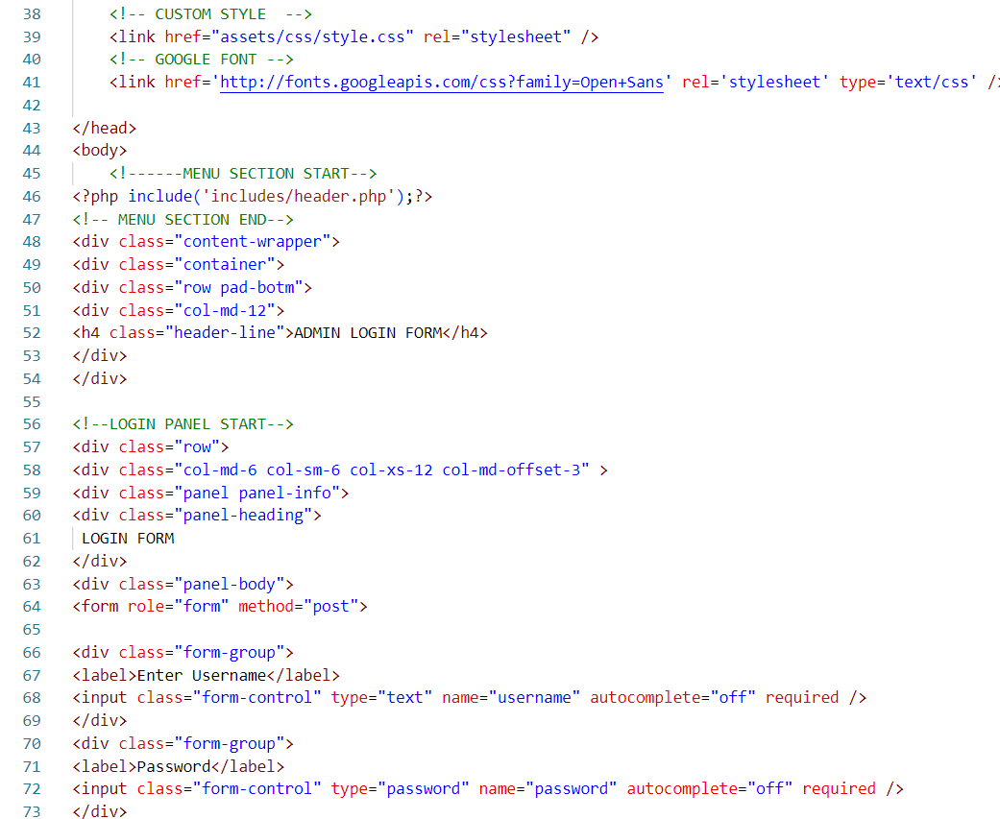 38 <!-- CUSTOM STYLE  -->
39 <link href="assets/css/style.css" rel="stylesheet" />
40 <!-- GOOGLE FONT -->
41 <link href='http://fonts.googleapis.com/css?family=Open+Sans' rel='stylesheet' type='text/css' />
42
43 </head>
44 <body>
45 <!------MENU SECTION START-->
46 <?php include('includes/header.php');?>
47 <!-- MENU SECTION END-->
48 <div class="content-wrapper">
49 <div class="container">
50 <div class="row pad-botm">
51 <div class="col-md-12">
52 <h4 class="header-line">ADMIN LOGIN FORM</h4>
53 </div>
54 </div>
55
56 <!--LOGIN PANEL START-->
57 <div class="row">
58 <div class="col-md-6 col-sm-6 col-xs-12 col-md-offset-3" >
59 <div class="panel panel-info">
60 <div class="panel-heading">
61 LOGIN FORM
62 </div>
63 <div class="panel-body">
64 <form role="form" method="post">
65
66 <div class="form-group">
67 <label>Enter Username</label>
68 <input class="form-control" type="text" name="username" autocomplete="off" required />
69 </div>
70 <div class="form-group">
71 <label>Password</label>
72 <input class="form-control" type="password" name="password" autocomplete="off" required />
73 </div>